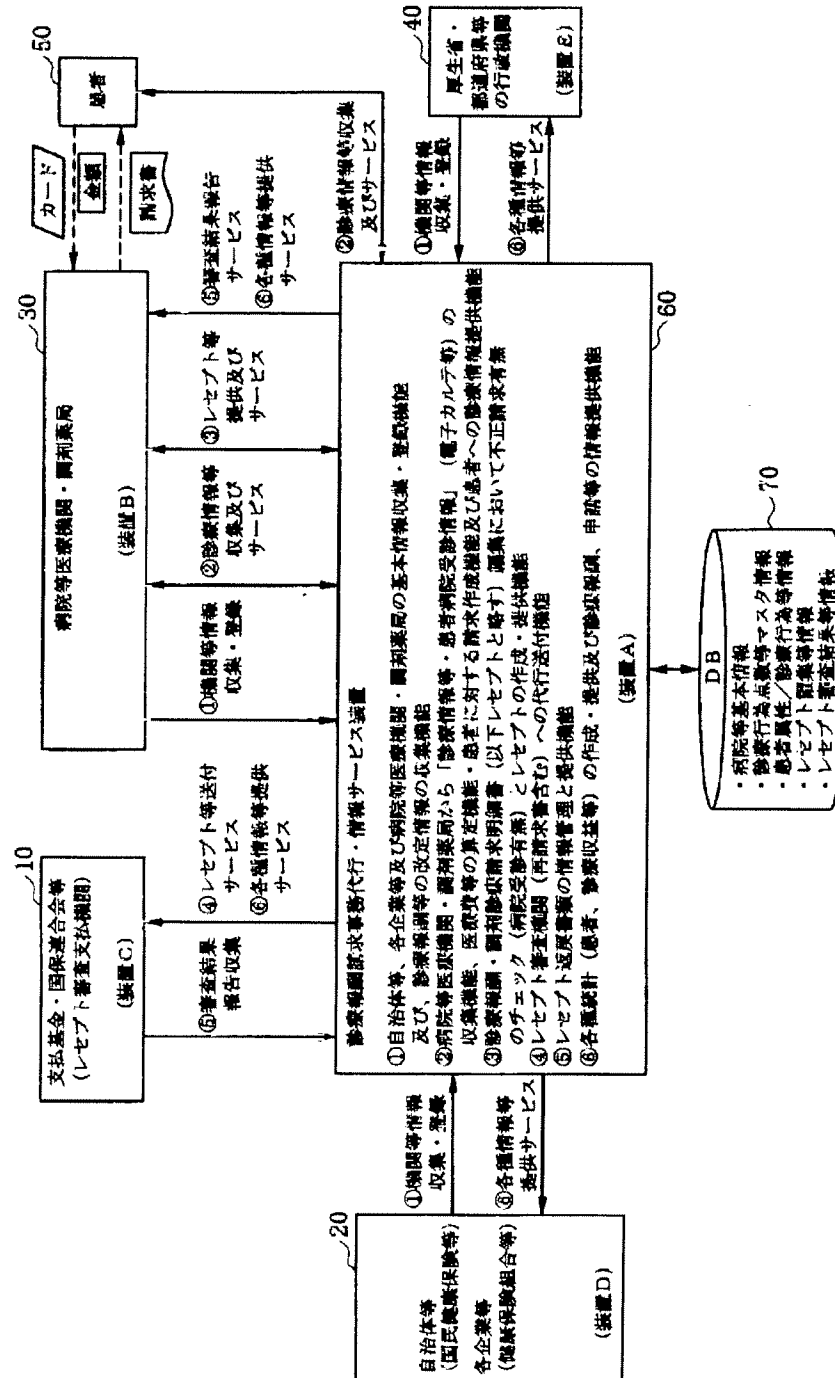 10
支払基金・国保連合会等
(レセプト審査支払機関)
(装置C)
30
病院等医療機関・調剤薬局
(装置B)
50
患者
カード
金額
請求書
⑤審査結果
報告収集
④レセプト等送付
サービス
⑥各種情報等提供
サービス
①機関等情報
収集・登録
②診療情報等
収集及び
サービス
③レセプト等
提供及び
サービス
⑤審査結果報告
サービス
⑥各種情報等提供
サービス
②診療情報等収集
及びサービス
20
自治体等
(国民健康保険等)
各企業等
(健康保険組合等)
(装置D)
①機関等情報
収集・登録
⑥各種情報等
提供サービス
診療報酬請求事務代行・情報サービス装置
①自治体等、各企業等及び病院等医療機関・調剤薬局の基本情報収集・登録機能
及び、診療報酬等の改定情報の収集機能
②病院等医療機関・調剤薬局から「診療情報等・患者病院受診情報」(電子カルテ等)の
収集機能、医療費等の算定機能・患者に対する請求作成機能及び患者への診療情報提供機能
③診療報酬・調剤診療請求明細書(以下レセプトと略す)編集において不正請求有無
のチェック(病院受診有無)とレセプトの作成・提供機能
④レセプト審査機関(再請求書含む)への代行送付機能
⑤レセプト返戻書類の情報管理と提供機能
⑥各種統計(患者、診療収益等)の作成・提供及び診療報酬、申請等の情報提供機能
(装置A)
60
40
厚生省・
都道府県等
の行政機関
(装置E)
①機関等情報
収集・登録
⑥各種情報等
提供サービス
70
DB
・病院等基本情報
・診療行為点数等マスタ情報
・患者属性/診療行為等情報
・レセプト編集等情報
・レセプト審査結果等情報